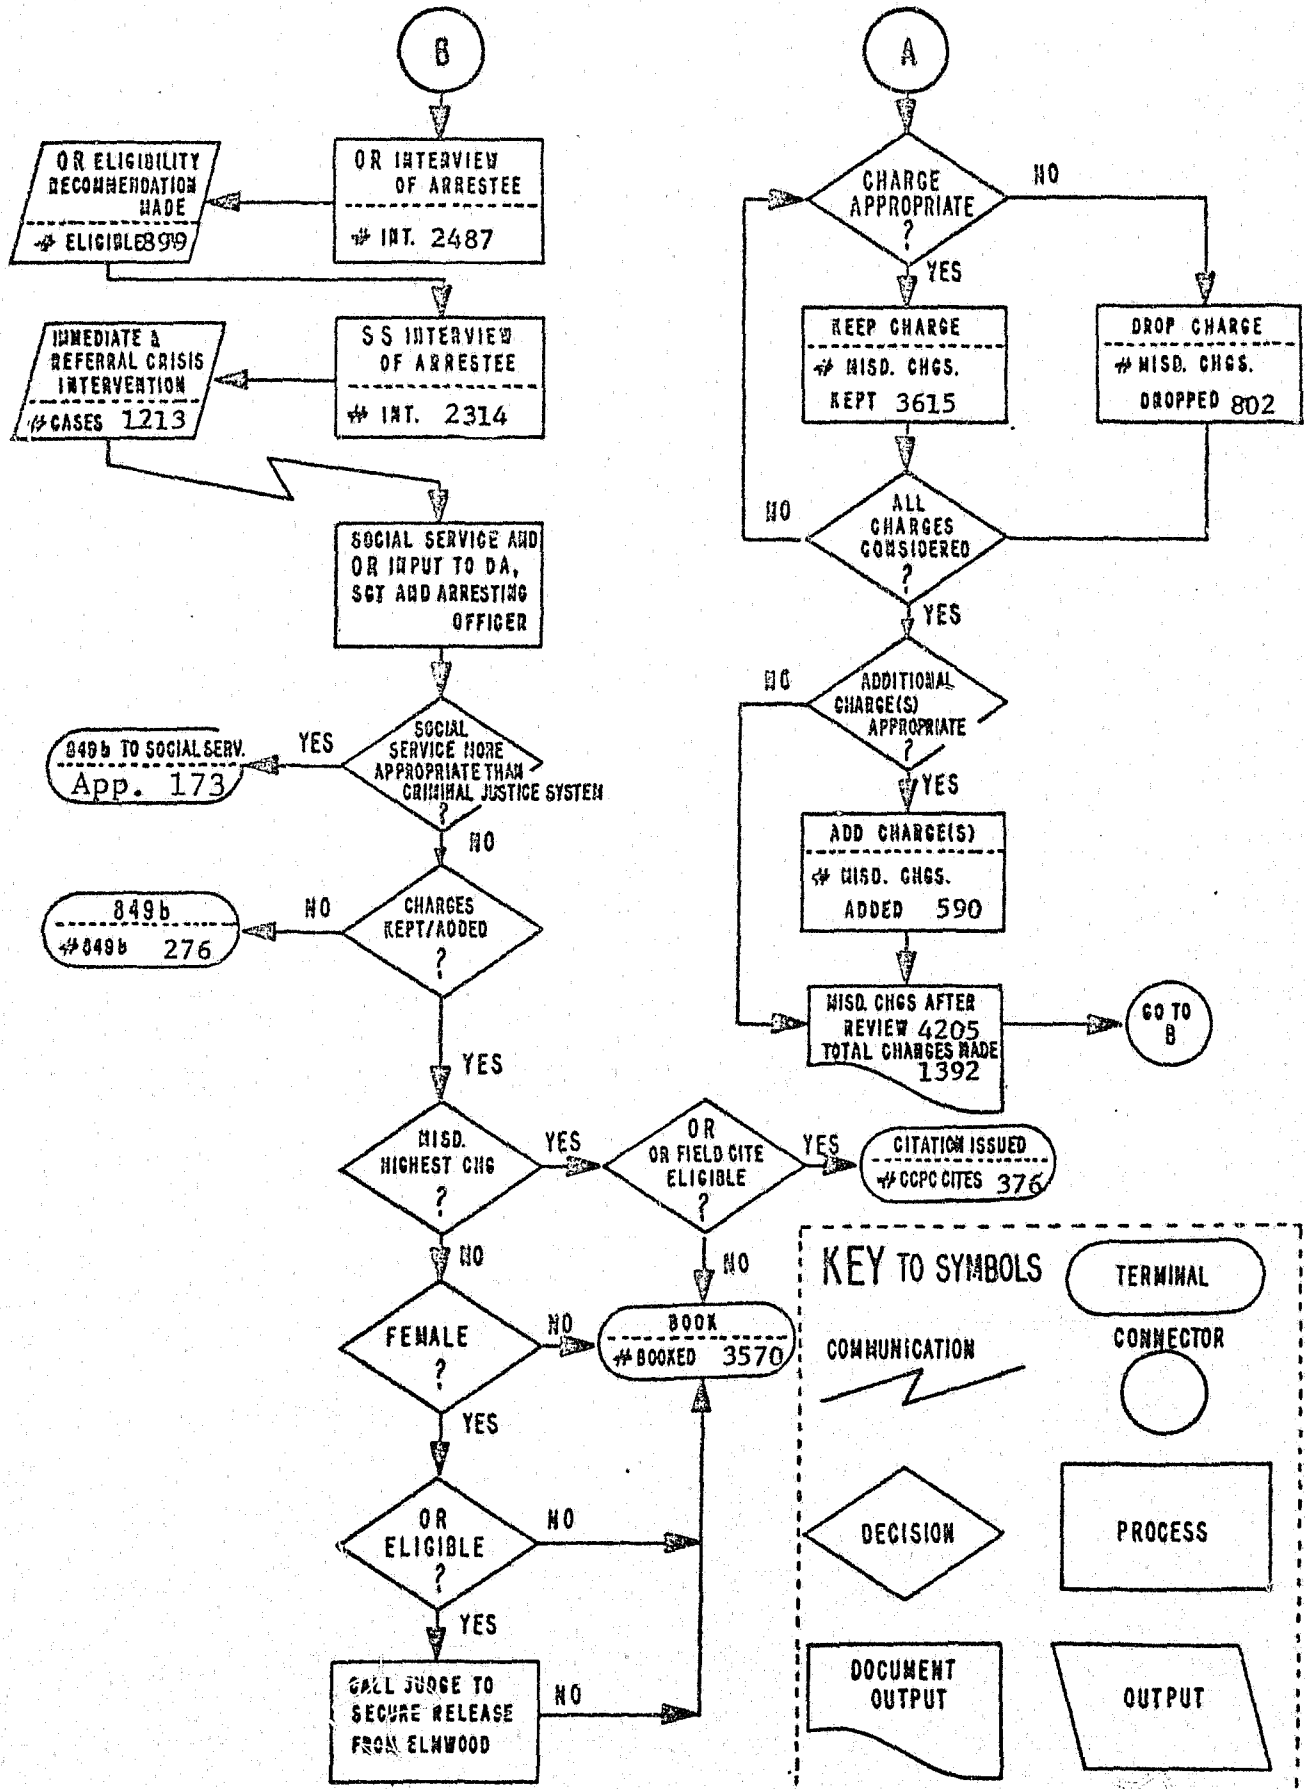 B
OR INTERVIEW
OF ARRESTEE
# INT. 2487
OR ELIGIBILITY
RECOMMENDATION
MADE
# ELIGIBLE 899
SS INTERVIEW
OF ARRESTEE
# INT. 2314
IMMEDIATE &
REFERRAL CRISIS
INTERVENTION
# CASES 1213
SOCIAL SERVICE AND
OR INPUT TO DA,
SGT AND ARRESTING
OFFICER
SOCIAL
SERVICE MORE
APPROPRIATE THAN
CRIMINAL JUSTICE SYSTEM
?
YES
849b TO SOCIAL SERV.
App. 173
NO
CHARGES
KEPT/ADDED
?
NO
849b
#849b 276
YES
MISD.
HIGHEST CHG
?
YES
OR
OR FIELD CITE
ELIGIBLE
?
YES
CITATION ISSUED
# CCPC CITES 376
NO
NO
FEMALE
?
NO
BOOK
# BOOKED 3570
YES
OR
ELIGIBLE
?
NO
YES
CALL JUDGE TO
SECURE RELEASE
FROM ELMWOOD
NO
A
CHARGE
APPROPRIATE
?
NO
YES
KEEP CHARGE
# MISD. CHGS.
KEPT 3615
DROP CHARGE
# MISD. CHGS.
DROPPED 802
ALL
CHARGES
CONSIDERED
?
NO
YES
ADDITIONAL
CHARGE(S)
APPROPRIATE
?
NO
YES
ADD CHARGE(S)
# MISD. CHGS.
ADDED 590
MISD. CHGS AFTER
REVIEW 4205
TOTAL CHARGES MADE
1392
GO TO
B
KEY TO SYMBOLS
TERMINAL
COMMUNICATION
CONNECTOR
DECISION
PROCESS
DOCUMENT
OUTPUT
OUTPUT